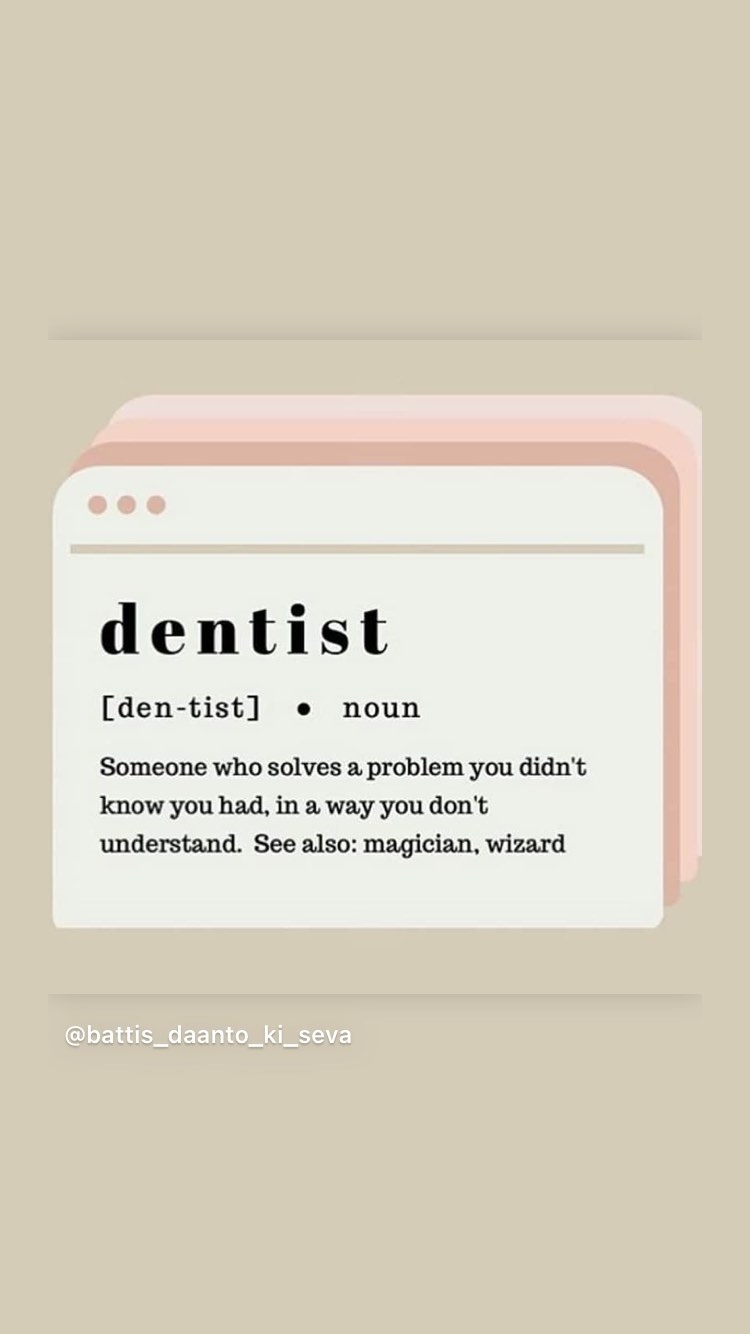 dentist
[den-tist] • noun
Someone who solves a problem you didn't
know you had, in a way you don't
understand.  See also: magician, wizard
@battis_daanto_ki_seva